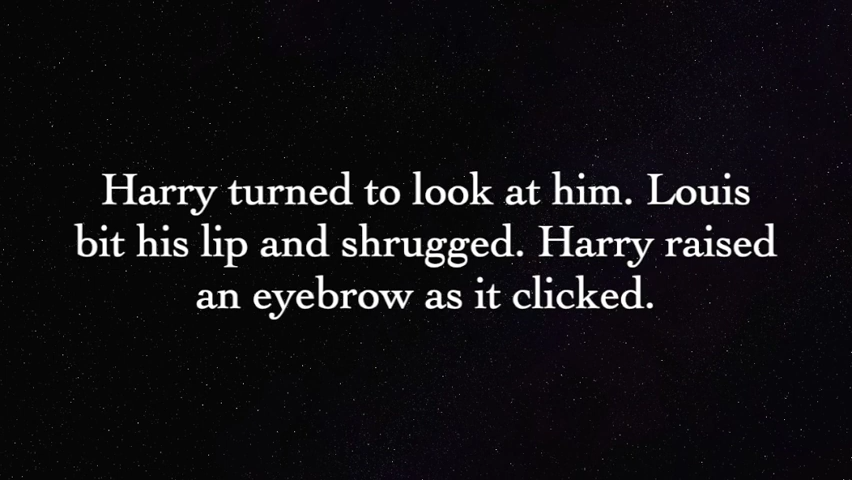 Harry turned to look at him. Louis
bit his lip and shrugged. Harry raised
an eyebrow as it clicked.